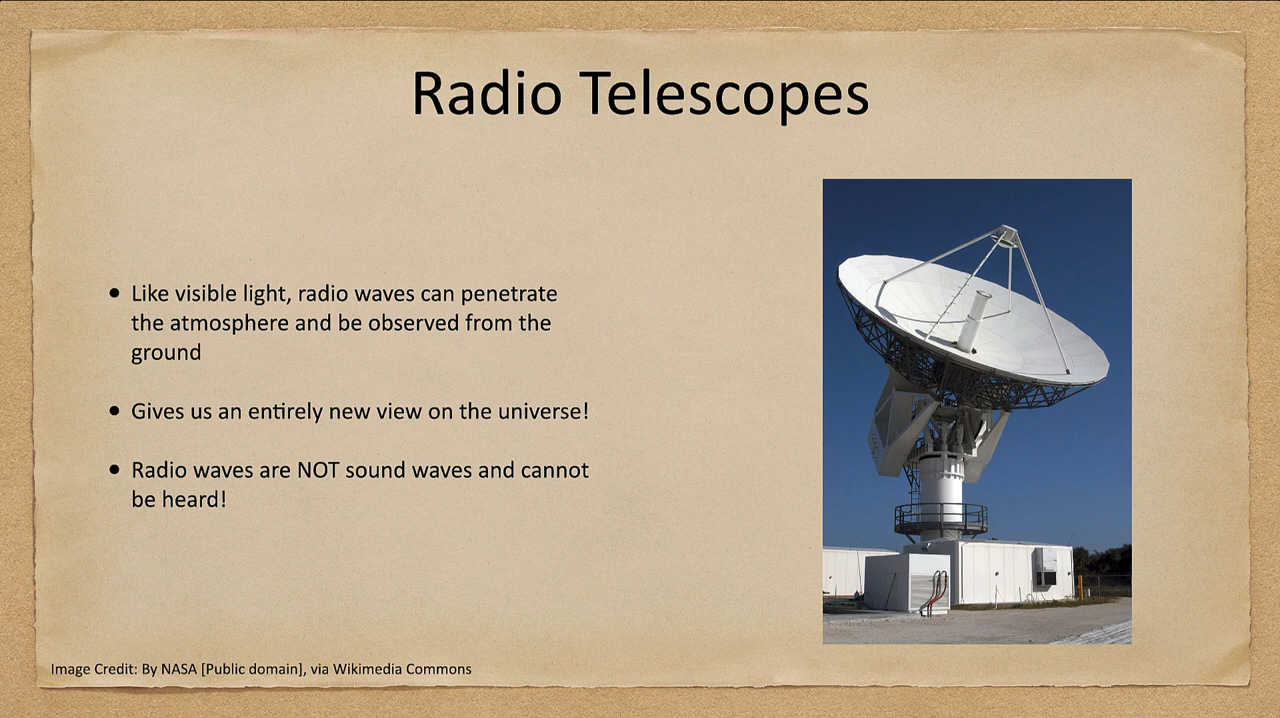 Radio Telescopes
• Like visible light, radio waves can penetrate
the atmosphere and be observed from the
ground
• Gives us an entirely new view on the universe!
• Radio waves are NOT sound waves and cannot
be heard!
Image Credit: By NASA [Public domain], via Wikimedia Commons